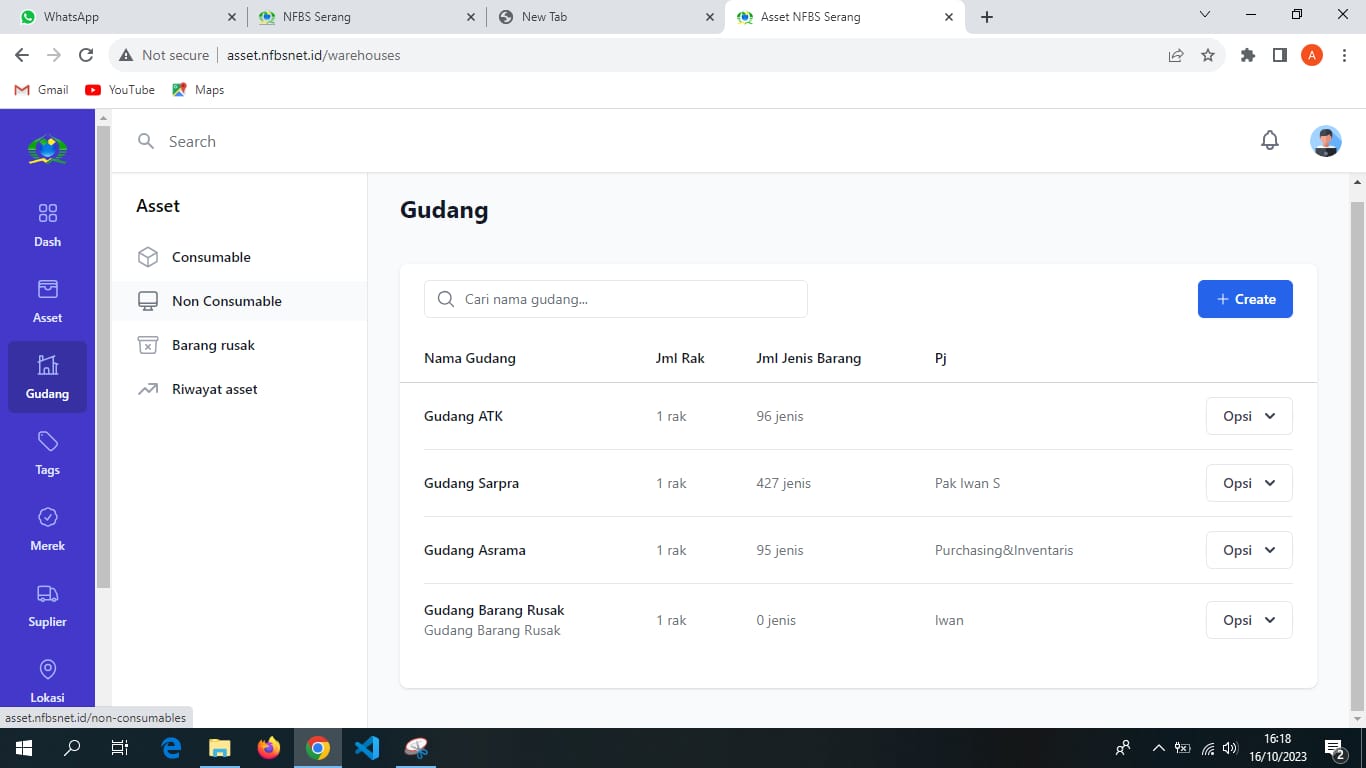 WhatsApp
NFBS Serang
New Tab
Asset NFBS Serang
Not secure
asset.nfbsnet.id/warehouses
A
Gmail
YouTube
Maps
Dash
Asset
Gudang
Tags
Merek
Suplier
Lokasi
Search
Asset
Consumable
Non Consumable
Barang rusak
Riwayat asset
Gudang
Cari nama gudang...
+ Create
Nama Gudang Jml Rak Jml Jenis Barang Pj
Gudang ATK 1 rak 96 jenis Opsi
Gudang Sarpra 1 rak 427 jenis Pak Iwan S Opsi
Gudang Asrama 1 rak 95 jenis Purchasing&Inventaris Opsi
Gudang Barang Rusak
Gudang Barang Rusak 1 rak 0 jenis Iwan Opsi
asset.nfbsnet.id/non-consumables
16:18
16/10/2023
2